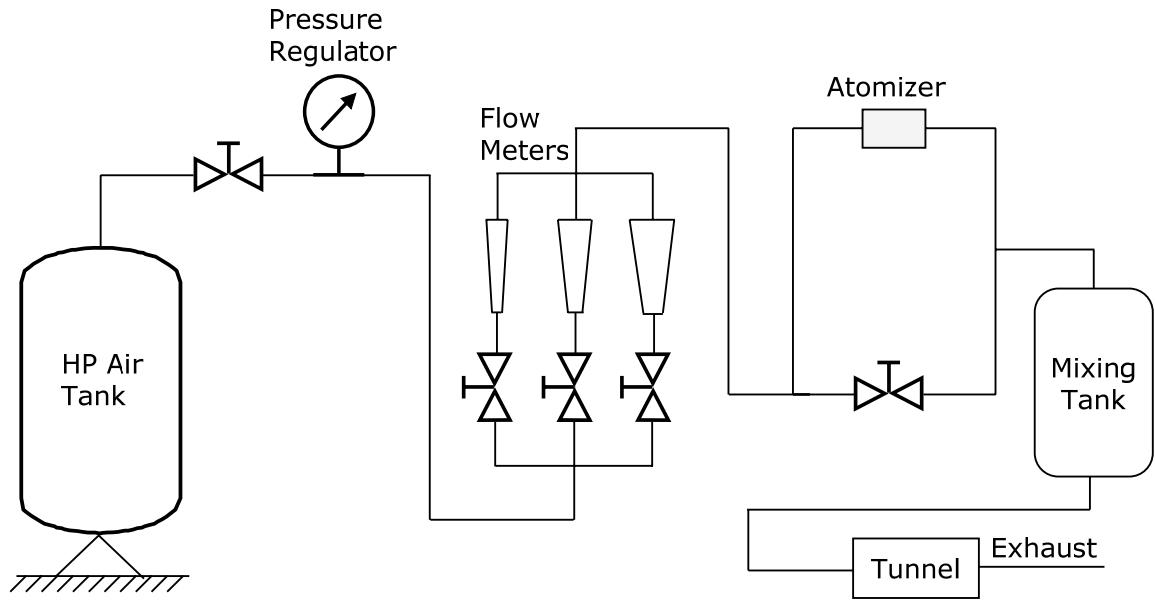 Pressure
Regulator
Flow
Meters
Atomizer
HP Air
Tank
Mixing
Tank
Exhaust
Tunnel